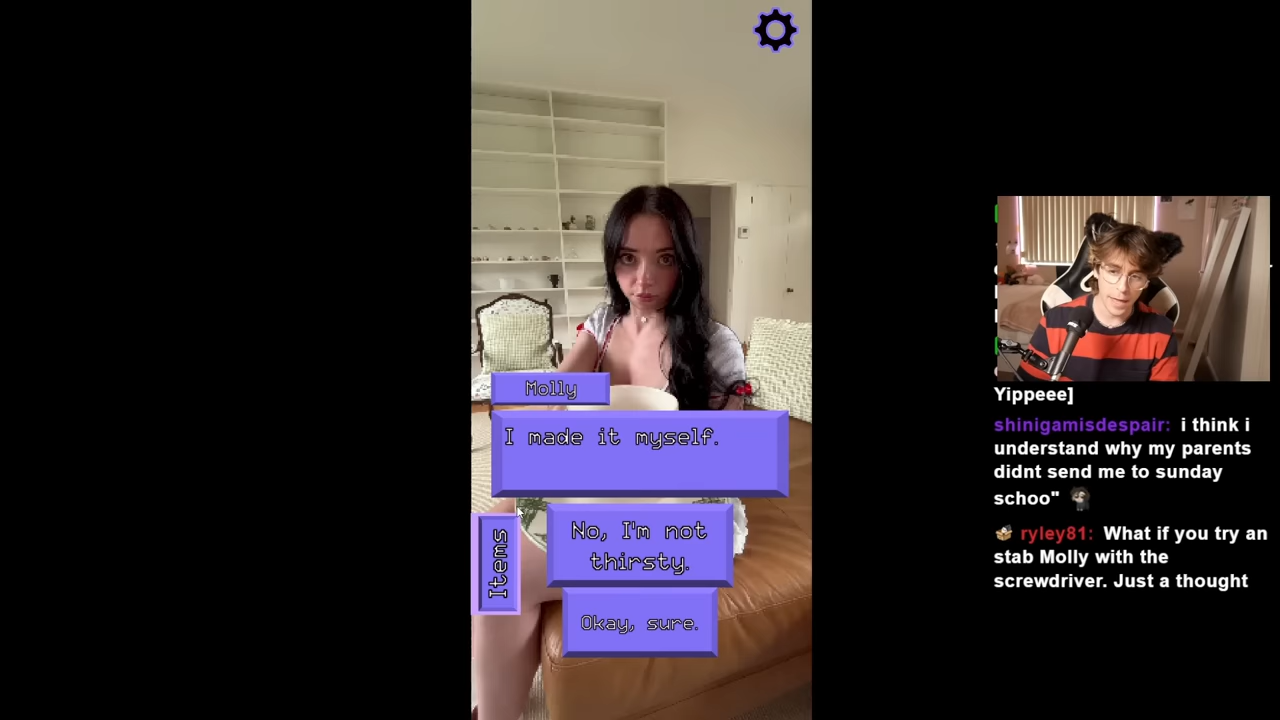 Molly
I made it myself.
Items
No, I'm not
thirsty.
Okay, sure.
Yippeee]
shinigamisdespair: i think i
understand why my parents
didnt send me to sunday
schoo"
ryley81: What if you try an
stab Molly with the
screwdriver. Just a thought